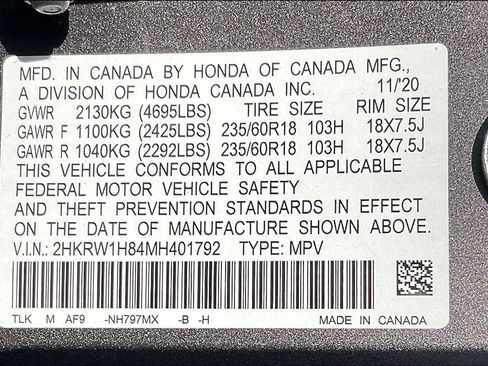 MFD. IN CANADA BY HONDA OF CANADA MFG.,
A DIVISION OF HONDA CANADA INC. 11/'20
GVWR 2130KG (4695LBS) TIRE SIZE RIM SIZE
GAWR F 1100KG (2425LBS) 235/60R18 103H 18X7.5J
GAWR R 1040KG (2292LBS) 235/60R18 103H 18X7.5J
THIS VEHICLE CONFORMS TO ALL APPLICABLE
FEDERAL MOTOR VEHICLE SAFETY
AND THEFT PREVENTION STANDARDS IN EFFECT
ON THE DATE OF MANUFACTURE SHOWN ABOVE.
V.I.N.: 2HKRW1H84MH401792 TYPE: MPV
TLK M AF9 -NH797MX -B -H MADE IN CANADA